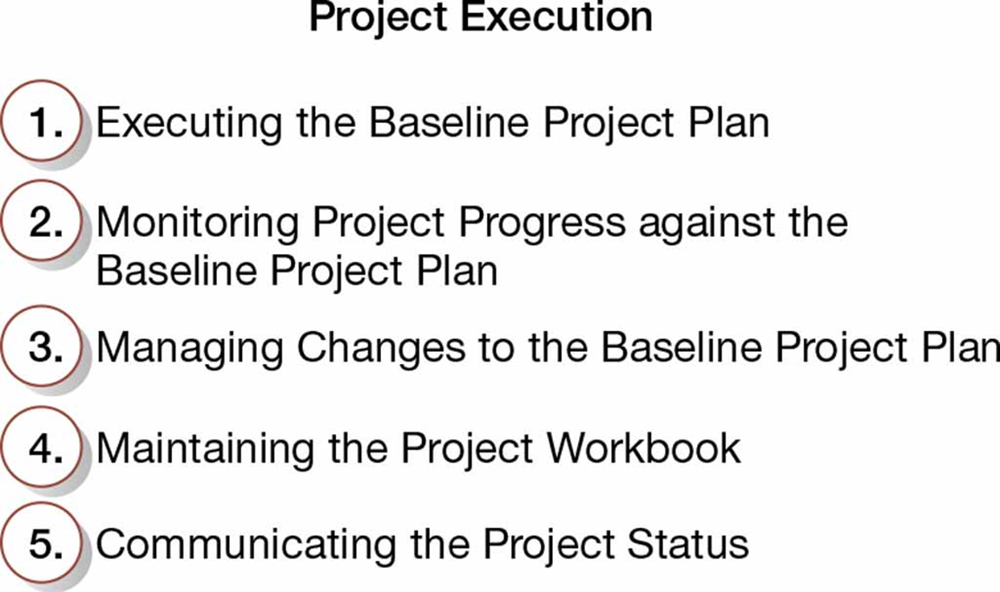 Project Execution
1. Executing the Baseline Project Plan
2. Monitoring Project Progress against the
Baseline Project Plan
3. Managing Changes to the Baseline Project Plan
4. Maintaining the Project Workbook
5. Communicating the Project Status